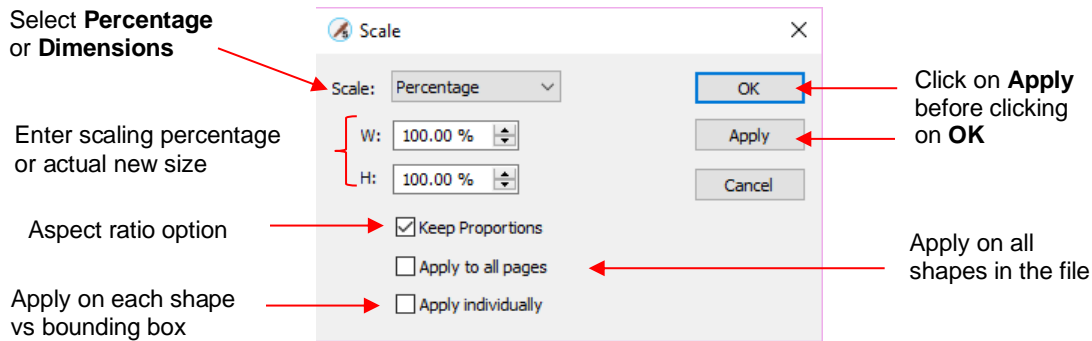 Select Percentage
or Dimensions
Scale
Scale: Percentage
OK
Click on Apply
before clicking
on OK
Enter scaling percentage
or actual new size
W: 100.00 %
Apply
H: 100.00 %
Cancel
Aspect ratio option
Keep Proportions
Apply to all pages
Apply on all
shapes in the file
Apply on each shape
vs bounding box
Apply individually